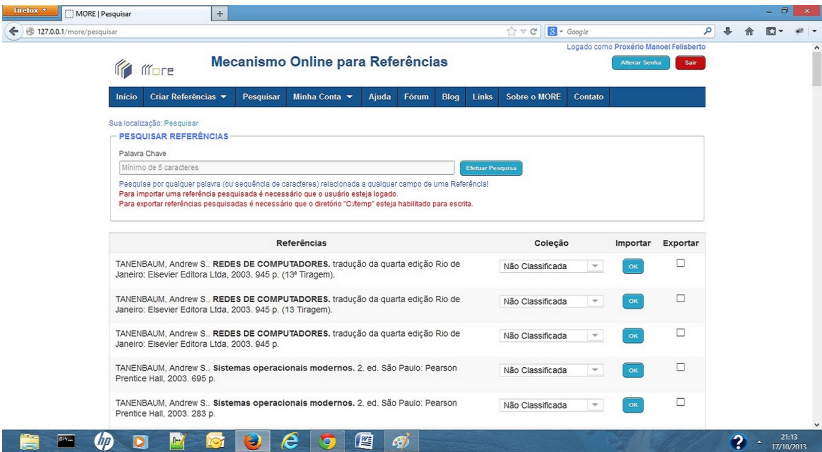 Firefox
MORE | Pesquisar
127.0.0.1/more/pesquisar
Google
Logado como Proxério Manoel Felisberto
more
Mecanismo Online para Referências
Alterar Senha
Sair
Início Criar Referências Pesquisar Minha Conta Ajuda Fórum Blog Links Sobre o MORE Contato
Sua localização: Pesquisar
PESQUISAR REFERÊNCIAS
Palavra Chave
Mínimo de 5 caracteres
Efetuar Pesquisa
Pesquise por qualquer palavra (ou sequência de caracteres) relacionada a qualquer campo de uma Referência!
Para importar uma referência pesquisada é necessário que o usuário esteja logado.
Para exportar referências pesquisadas é necessário que o diretório "C:/temp" esteja habilitado para escrita.
Referências Coleção Importar Exportar
TANENBAUM, Andrew S.. REDES DE COMPUTADORES. tradução da quarta edição Rio de
Janeiro: Elsevier Editora Ltda, 2003. 945 p. (13ª Tiragem).
Não Classificada
OK
TANENBAUM, Andrew S.. REDES DE COMPUTADORES. tradução da quarta edição Rio de
Janeiro: Elsevier Editora Ltda, 2003. 945 p. (13 Tiragem).
Não Classificada
OK
TANENBAUM, Andrew S.. REDES DE COMPUTADORES. tradução da quarta edição Rio de
Janeiro: Elsevier Editora Ltda, 2003. 945 p.
Não Classificada
OK
TANENBAUM, Andrew S.. Sistemas operacionais modernos. 2. ed. São Paulo: Pearson
Prentice Hall, 2003. 695 p.
Não Classificada
OK
TANENBAUM, Andrew S.. Sistemas operacionais modernos. 2. ed. São Paulo: Pearson
Prentice Hall, 2003. 283 p.
Não Classificada
OK
hp
21:13
17/10/2013